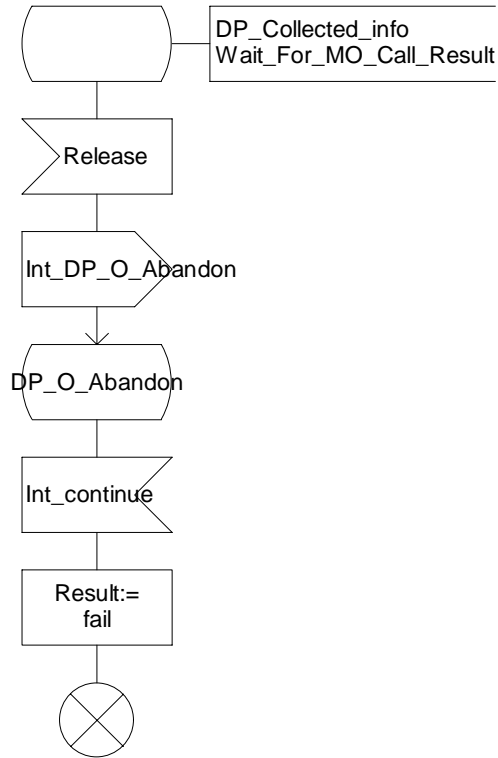 DP_Collected_info
Wait_For_MO_Call_Result
Release
Int_DP_O_Abandon
DP_O_Abandon
Int_continue
Result:=
fail